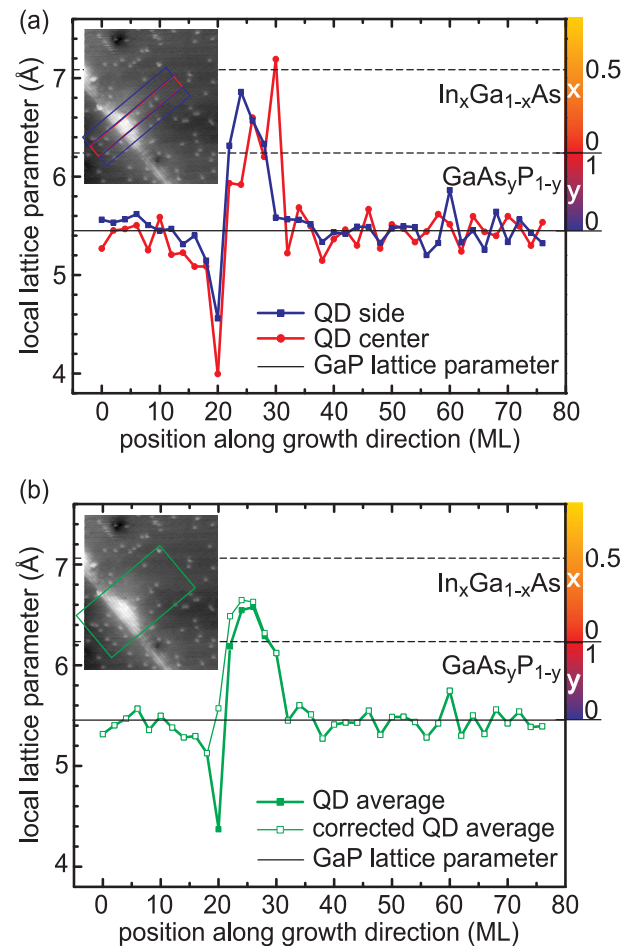 (a)
local lattice parameter (Å)
7
6
5
4
0.5
x
0
1
y
0
InxGa1-xAs
GaAsyP1-y
QD side
QD center
GaP lattice parameter
0 10 20 30 40 50 60 70 80
position along growth direction (ML)
(b)
local lattice parameter (Å)
7
6
5
4
0.5
x
0
1
y
0
InxGa1-xAs
GaAsyP1-y
QD average
corrected QD average
GaP lattice parameter
0 10 20 30 40 50 60 70 80
position along growth direction (ML)